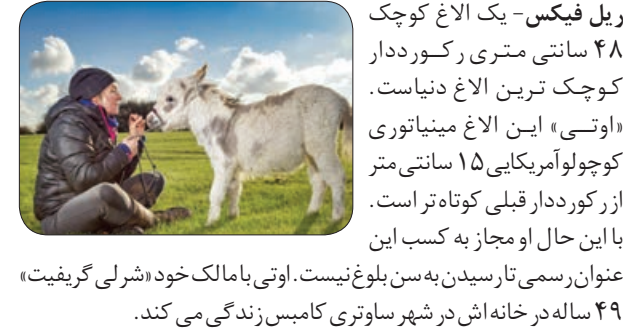 ریل فیکس- یک الاغ کوچک
۴۸ سانتی متری رکورددار
کوچک ترین الاغ دنیاست.
«اوتی» این الاغ مینیاتوری
کوچولوآمریکایی ۱۵ سانتی متر
از رکورددار قبلی کوتاه تر است.
با این حال او مجاز به کسب این
عنوان رسمی تا رسیدن به سن بلوغ نیست. اوتی با مالک خود «شرلی گریفیت»
۴۹ ساله در خانه اش در شهر ساوتری کامبس زندگی می کند.